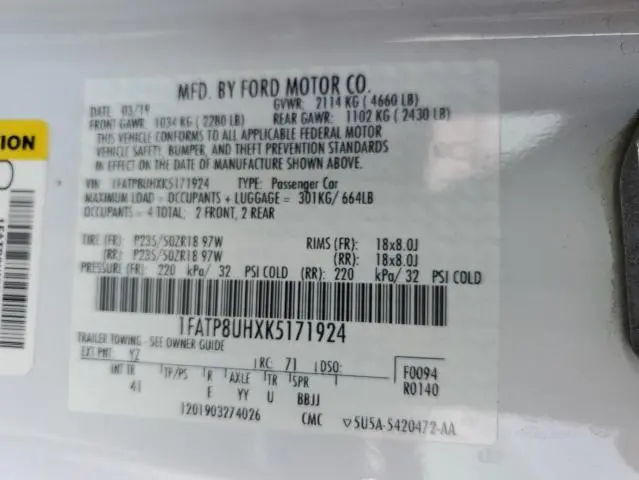 MFD. BY FORD MOTOR CO.
DATE: 03/19 GVWR: 2114 KG (4660 LB)
FRONT GAWR: 1034 KG (2280 LB) REAR GAWR: 1102 KG (2430 LB)
THIS VEHICLE CONFORMS TO ALL APPLICABLE FEDERAL MOTOR
VEHICLE SAFETY, BUMPER, AND THEFT PREVENTION STANDARDS
IN EFFECT ON THE DATE OF MANUFACTURE SHOWN ABOVE.
VIN: 1FATP8UHXK5171924 TYPE: Passenger Car
MAXIMUM LOAD = OCCUPANTS + LUGGAGE = 301KG/ 664LB
OCCUPANTS = 4 TOTAL; 2 FRONT, 2 REAR
TIRE (FR): P235/50ZR18 97W RIMS (FR): 18x8.0J
(RR): P235/50ZR18 97W (RR): 18x8.0J
PRESSURE (FR): 220 kPa/ 32 PSI COLD (RR): 220 kPa/ 32 PSI COLD
1FATP8UHXK5171924
TRAILER TOWING - SEE OWNER GUIDE
EXT PNT: YZ RC: 71 DSO: F0094
INT TR TP/PS R AXLE TR SPR R0140
41 E YY U BBJJ
1201903274026 CMC ▽5U5A-5420472-AA
TION